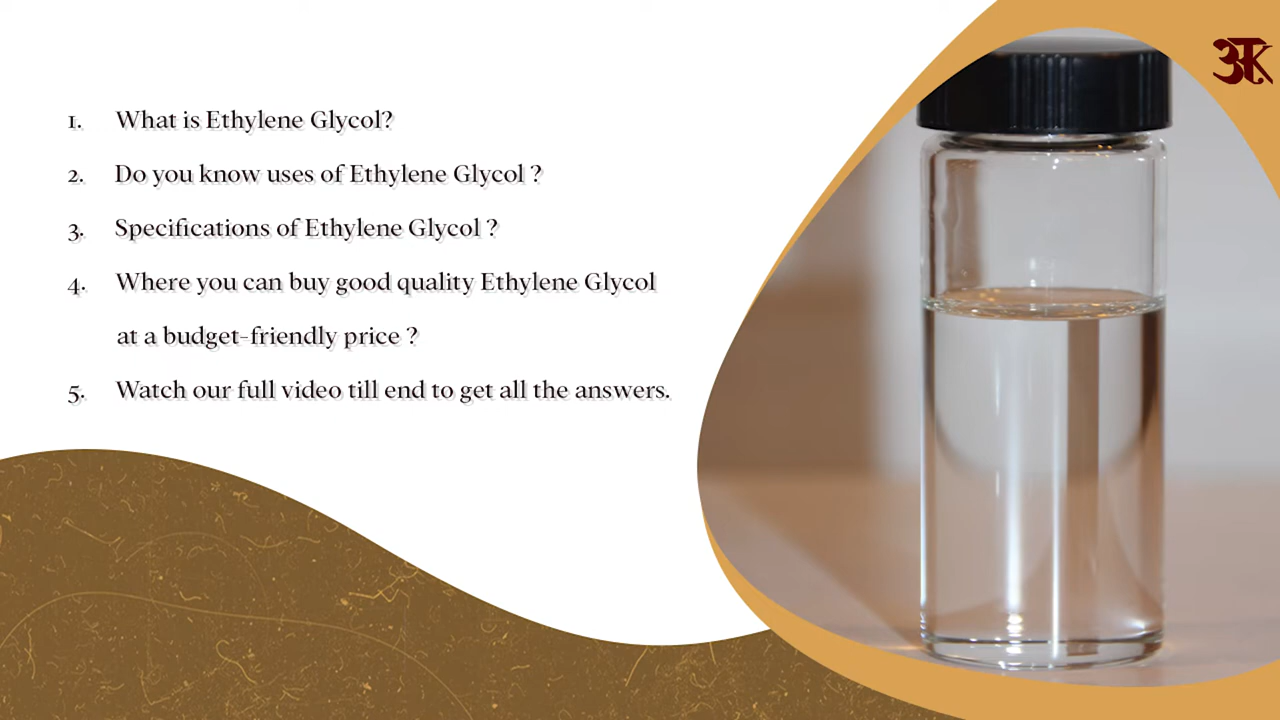 1. What is Ethylene Glycol?
2. Do you know uses of Ethylene Glycol ?
3. Specifications of Ethylene Glycol ?
4. Where you can buy good quality Ethylene Glycol
at a budget-friendly price ?
5. Watch our full video till end to get all the answers.